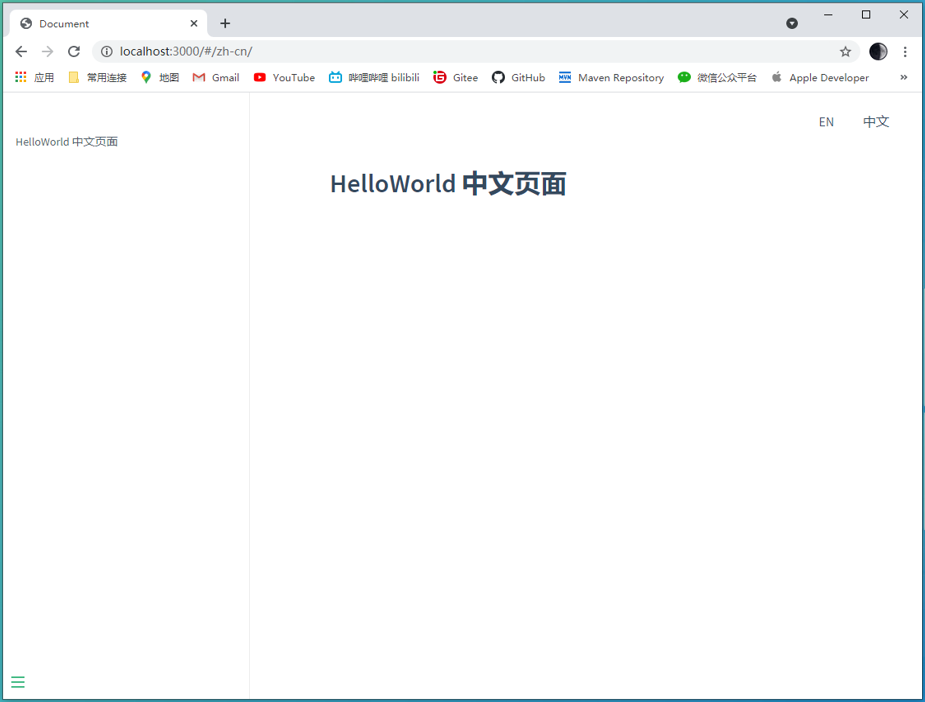 Document
localhost:3000/#/zh-cn/
应用 常用连接 地图 Gmail YouTube 哔哩哔哩 bilibili Gitee GitHub MVN Maven Repository 微信公众平台 Apple Developer »
EN 中文
HelloWorld 中文页面
HelloWorld 中文页面